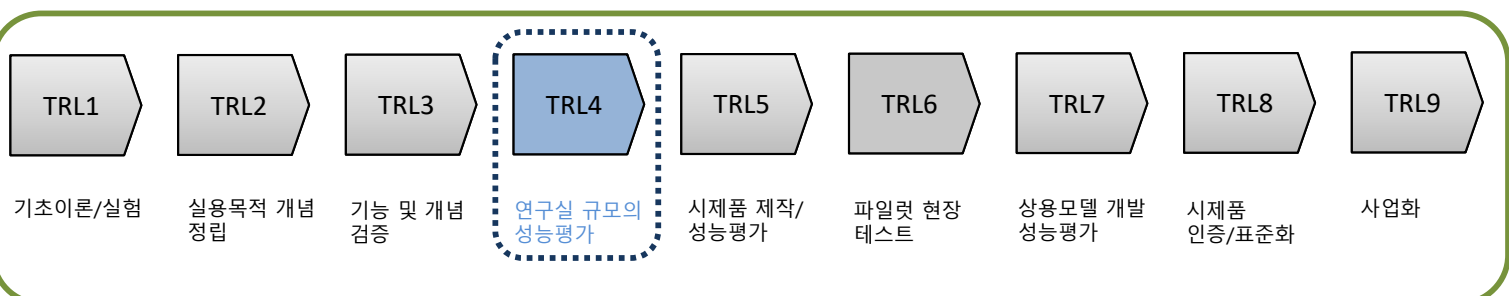 TRL1
TRL2
TRL3
TRL4
TRL5
TRL6
TRL7
TRL8
TRL9
기초이론/실험
실용목적 개념
정립
기능 및 개념
검증
연구실 규모의
성능평가
시제품 제작/
성능평가
파일럿 현장
테스트
상용모델 개발
성능평가
시제품
인증/표준화
사업화